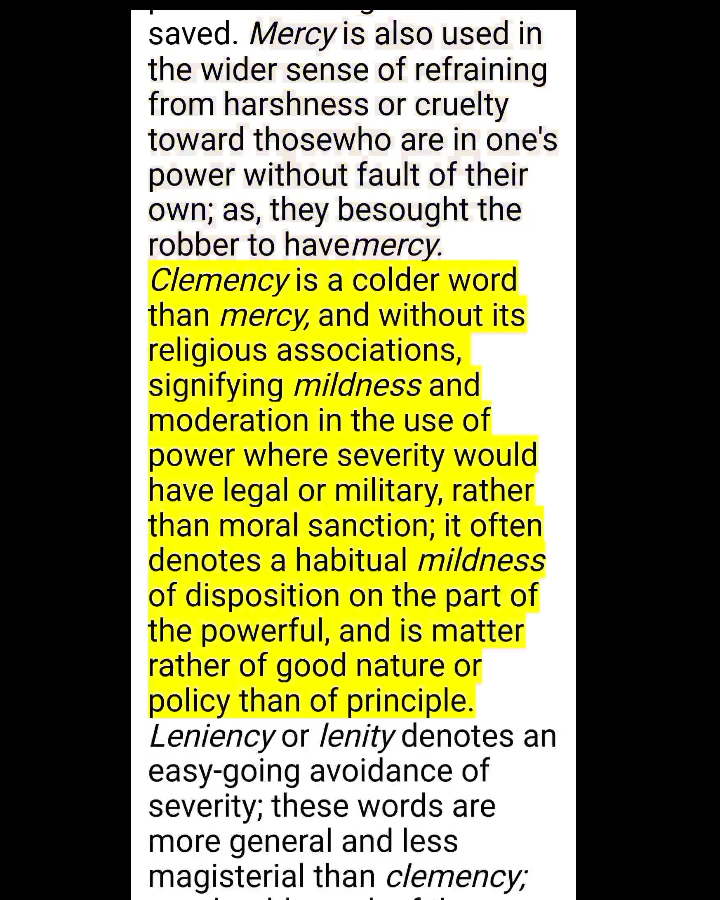 saved. Mercy is also used in
the wider sense of refraining
from harshness or cruelty
toward thosewho are in one's
power without fault of their
own; as, they besought the
robber to havemercy.
Clemency is a colder word
than mercy, and without its
religious associations,
signifying mildness and
moderation in the use of
power where severity would
have legal or military, rather
than moral sanction; it often
denotes a habitual mildness
of disposition on the part of
the powerful, and is matter
rather of good nature or
policy than of principle.
Leniency or lenity denotes an
easy-going avoidance of
severity; these words are
more general and less
magisterial than clemency;